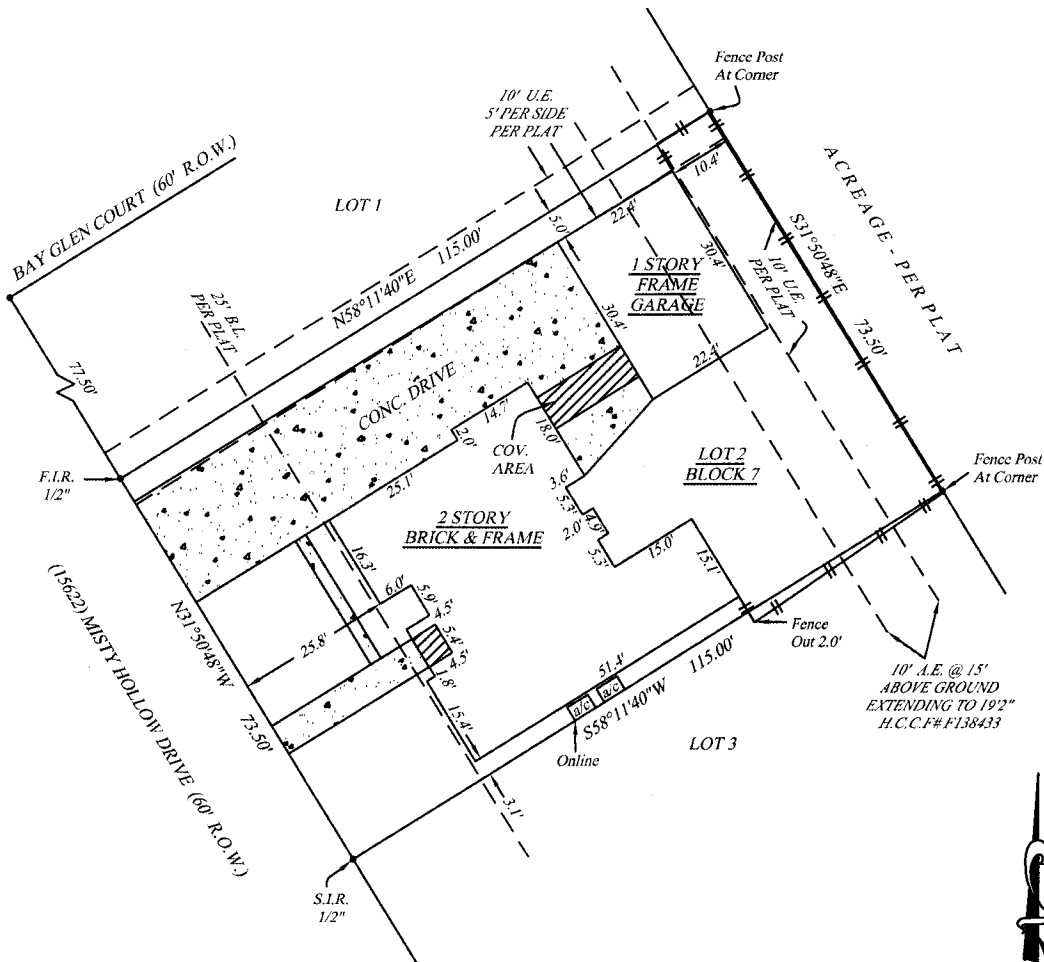 Fence Post
At Corner
10' U.E.
5' PER SIDE
PER PLAT
ACREAGE - PER PLAT
BAY GLEN COURT (60' R.O.W.)
LOT 1
10.4'
22.4'
5.0'
N58°11'40"E 115.00'
30.4'
S31°50'48"E
10' U.E.
PER PLAT
1 STORY
FRAME
GARAGE
25' B.L.
PER PLAT
30.4'
73.50'
77.50'
CONC. DRIVE
22.4'
14.7'
2.0'
18.0'
COV.
AREA
LOT 2
BLOCK 7
Fence Post
At Corner
F.I.R.
1/2"
25.1'
3.6'
5.3'
4.9'
2.0'
5.3'
2 STORY
BRICK & FRAME
15.0'
15.1'
16.3'
6.0'
5.9'
4.5'
N31°50'48"W
25.8'
5.4'
4.5'
1.8'
Fence
Out 2.0'
51.4'
115.00'
(15622) MISTY HOLLOW DRIVE (60' R.O.W.)
73.50'
15.4'
a/c
a/c
S58°11'40"W
10' A.E. @ 15'
ABOVE GROUND
EXTENDING TO 19'2"
H.C.C.F# F138433
LOT 3
Online
3.1'
S.I.R.
1/2"